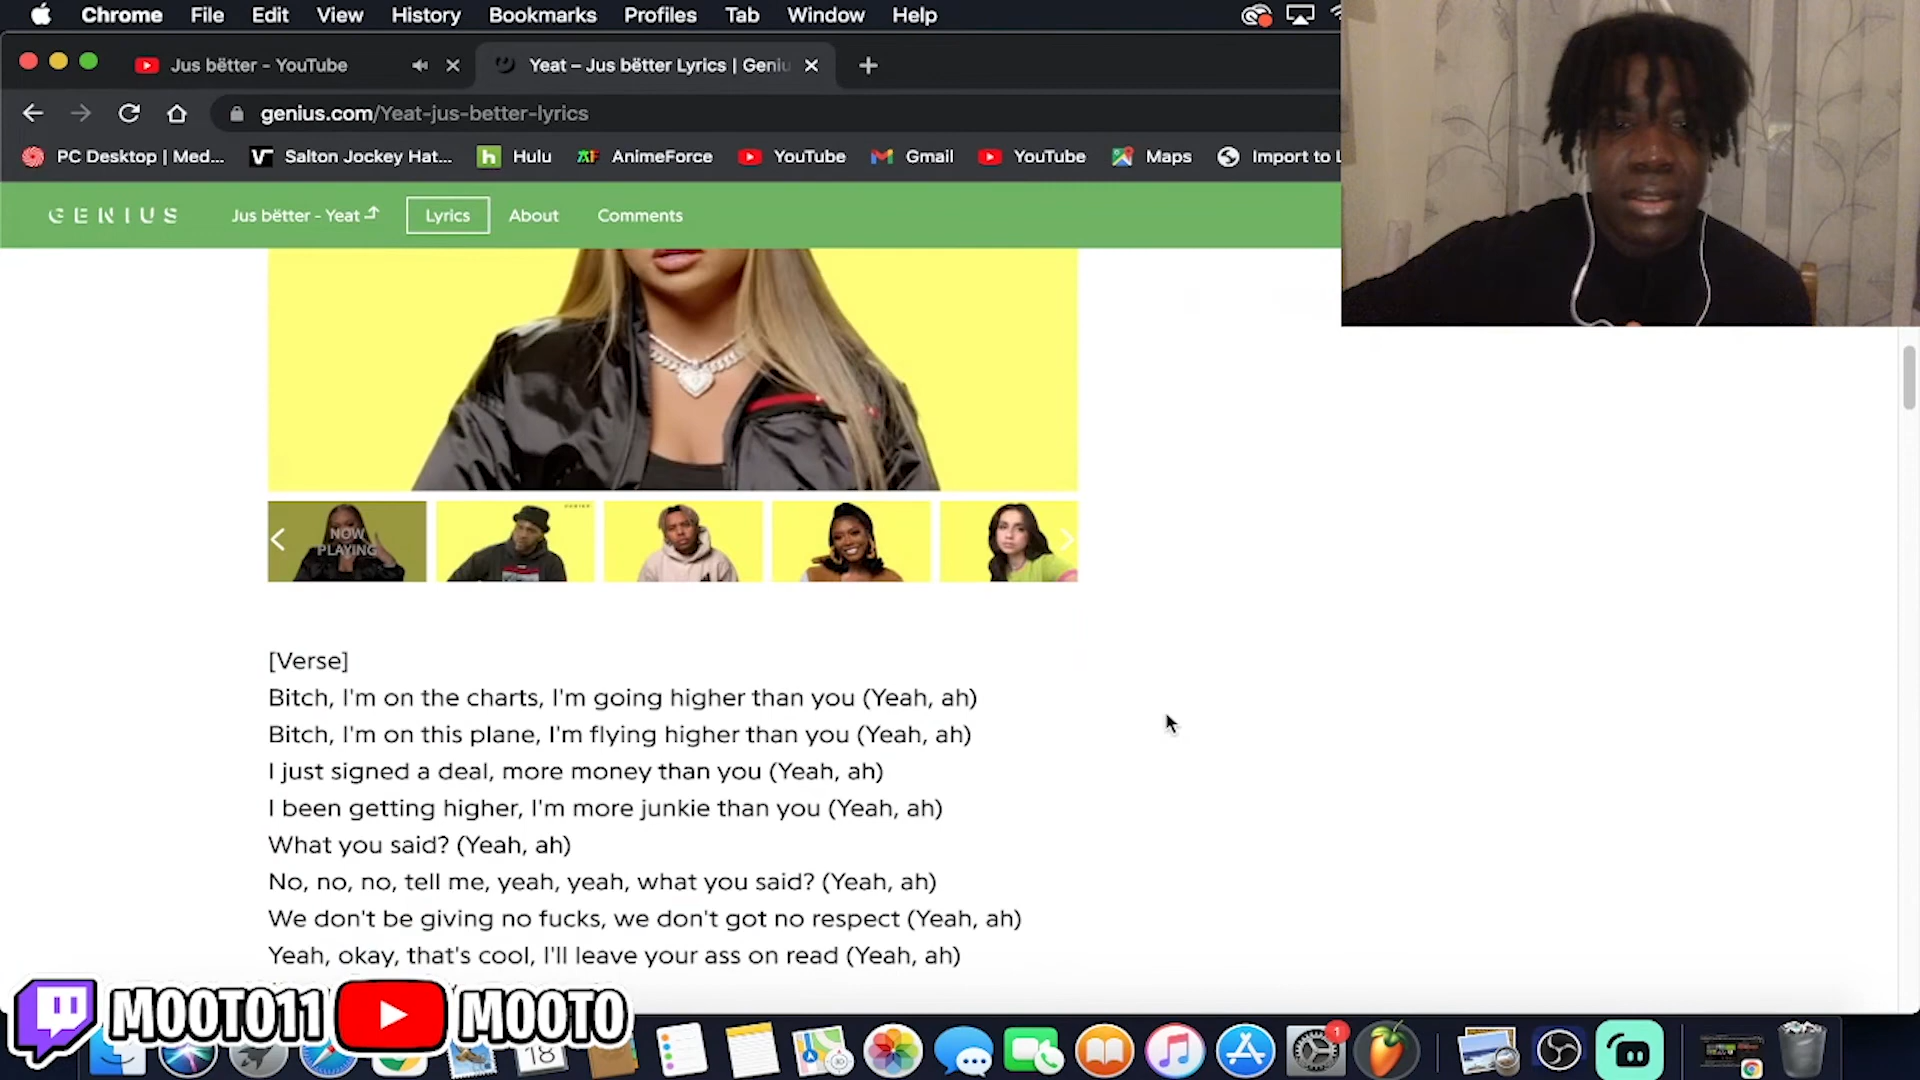 Chrome File Edit View History Bookmarks Profiles Tab Window Help
Jus bëtter - YouTube
Yeat – Jus bëtter Lyrics | Geniu
genius.com/Yeat-jus-better-lyrics
PC Desktop | Med... Salton Jockey Hat... Hulu AnimeForce YouTube Gmail YouTube Maps Import to L
GENIUS Jus bëtter - Yeat Lyrics About Comments
NOW
PLAYING
[Verse]
Bitch, I'm on the charts, I'm going higher than you (Yeah, ah)
Bitch, I'm on this plane, I'm flying higher than you (Yeah, ah)
I just signed a deal, more money than you (Yeah, ah)
I been getting higher, I'm more junkie than you (Yeah, ah)
What you said? (Yeah, ah)
No, no, no, tell me, yeah, yeah, what you said? (Yeah, ah)
We don't be giving no fucks, we don't got no respect (Yeah, ah)
Yeah, okay, that's cool, I'll leave your ass on read (Yeah, ah)
M00T011 M00T0
18
1